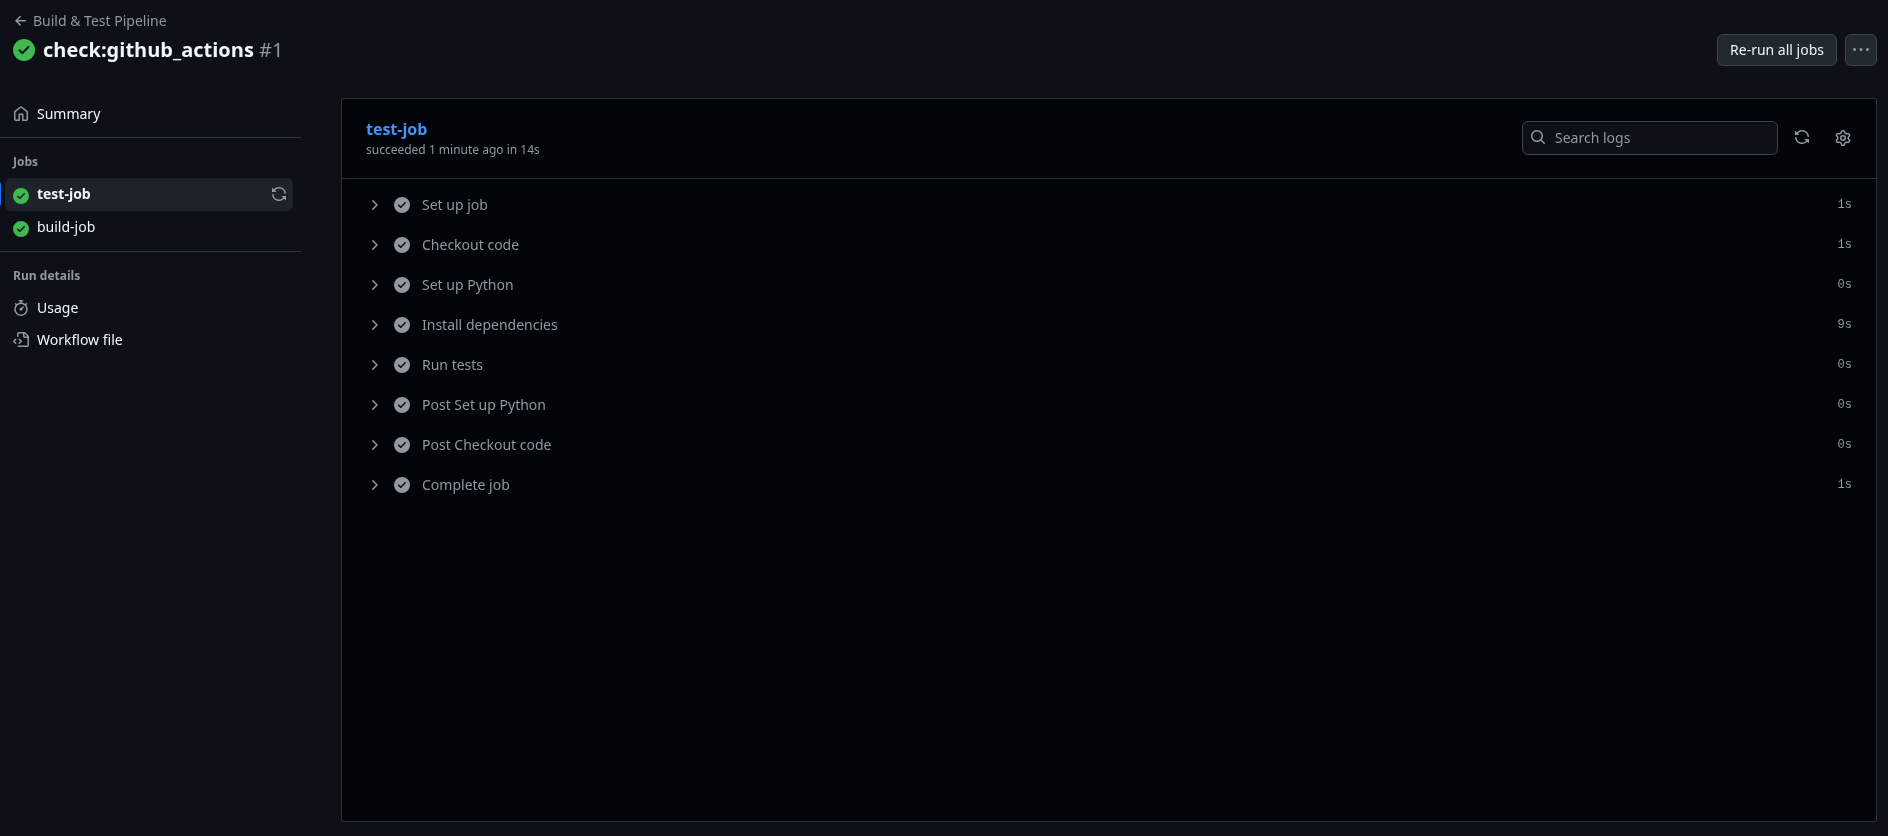 Build & Test Pipeline
check:github_actions #1
Re-run all jobs
Summary
Jobs
test-job
build-job
Run details
Usage
Workflow file
test-job
succeeded 1 minute ago in 14s
Search logs
Set up job 1s
Checkout code 1s
Set up Python 0s
Install dependencies 9s
Run tests 0s
Post Set up Python 0s
Post Checkout code 0s
Complete job 1s